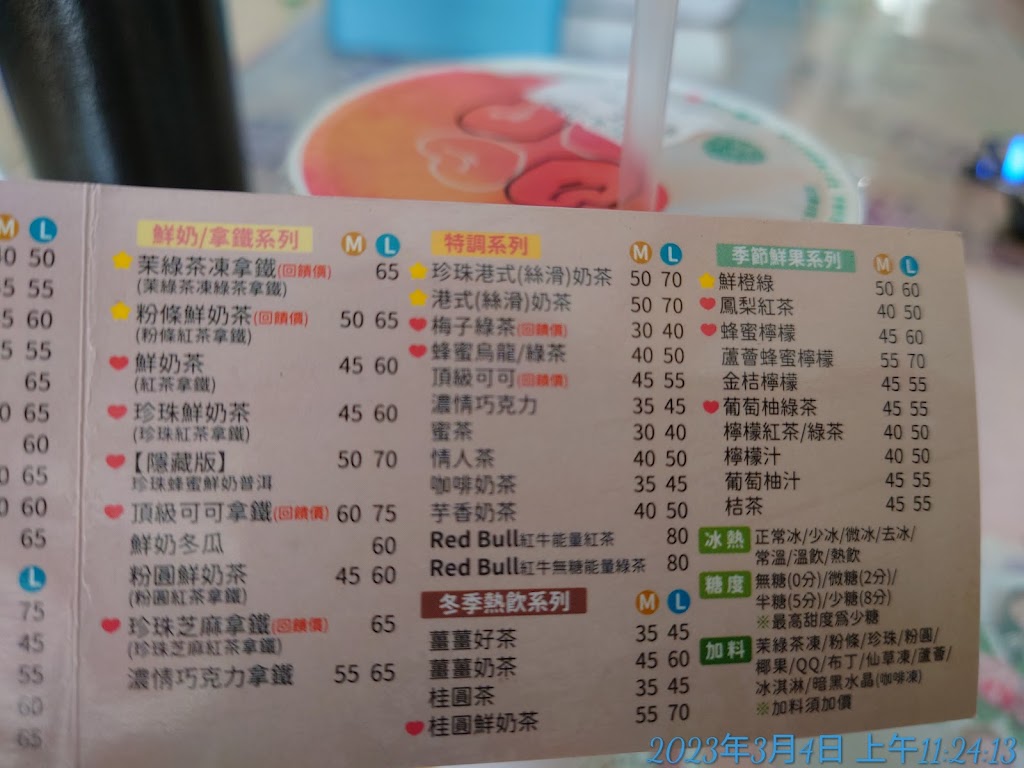 M L
50
55
5 60
5 55
65
0 65
60
0 65
0 60
65
L
75
45
55
60
65
鮮奶/拿鐵系列 M L
茉綠茶凍拿鐵(回饋價) 65
(茉綠茶凍綠茶拿鐵)
粉條鮮奶茶(回饋價) 50 65
(粉條紅茶拿鐵)
鮮奶茶 45 60
(紅茶拿鐵)
珍珠鮮奶茶 45 60
(珍珠紅茶拿鐵)
【隱藏版】 50 70
珍珠蜂蜜鮮奶普洱
頂級可可拿鐵(回饋價) 60 75
鮮奶冬瓜 60
粉圓鮮奶茶 45 60
(粉圓紅茶拿鐵)
珍珠芝麻拿鐵(回饋價) 65
(珍珠芝麻紅茶拿鐵)
濃情巧克力拿鐵 55 65
特調系列 M L
珍珠港式(絲滑)奶茶 50 70
港式(絲滑)奶茶 50 70
梅子綠茶(回饋價) 30 40
蜂蜜烏龍/綠茶 40 50
頂級可可(回饋價) 45 55
濃情巧克力 35 45
蜜茶 30 40
情人茶 40 50
咖啡奶茶 35 45
芋香奶茶 40 50
Red Bull紅牛能量紅茶 80
Red Bull紅牛無糖能量綠茶 80
冬季熱飲系列 M L
薑薑好茶 35 45
薑薑奶茶 45 60
桂圓茶 35 45
桂圓鮮奶茶 55 70
季節鮮果系列 M L
鮮橙綠 50 60
鳳梨紅茶 40 50
蜂蜜檸檬 45 60
蘆薈蜂蜜檸檬 55 70
金桔檸檬 45 55
葡萄柚綠茶 45 55
檸檬紅茶/綠茶 40 50
檸檬汁 40 50
葡萄柚汁 45 55
桔茶 45 55
冰熱 正常冰/少冰/微冰/去冰/
常溫/溫飲/熱飲
糖度 無糖(0分)/微糖(2分)/
半糖(5分)/少糖(8分)
※最高甜度為少糖
加料 茉綠茶凍/粉條/珍珠/粉圓/
椰果/QQ/布丁/仙草凍/蘆薈/
冰淇淋/暗黑水晶(咖啡凍)
※加料須加價
2023年3月4日 上午11:24:13